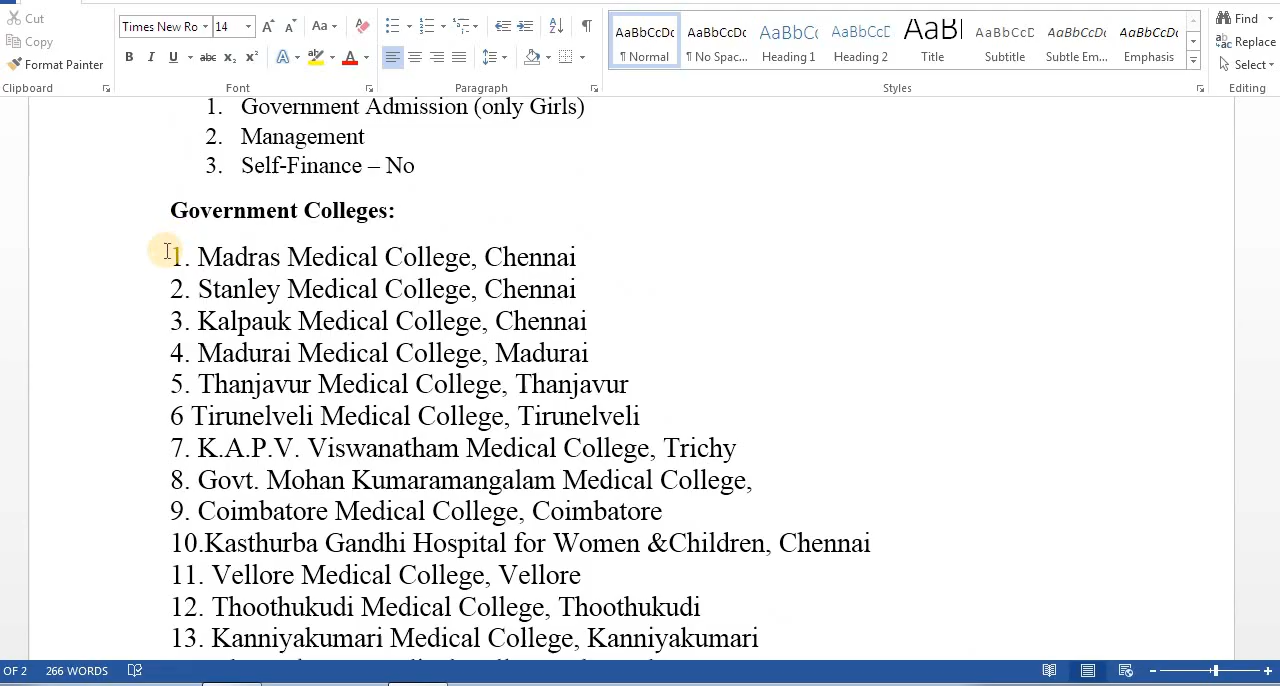 Cut
Copy
Format Painter
Clipboard
Times New Ro
14
Aa
B I U abc x₂ x² A ab A
Font
Paragraph
AaBbCcDc AaBbCcDc AaBbCc AaBbCcD AaBl AaBbCcD AaBbCcDc AaBbCcDc
¶ Normal ¶ No Spac... Heading 1 Heading 2 Title Subtitle Subtle Em... Emphasis
Styles
Find
Replace
Select
Editing
1. Government Admission (only Girls)
2. Management
3. Self-Finance – No
Government Colleges:
1. Madras Medical College, Chennai
2. Stanley Medical College, Chennai
3. Kalpauk Medical College, Chennai
4. Madurai Medical College, Madurai
5. Thanjavur Medical College, Thanjavur
6 Tirunelveli Medical College, Tirunelveli
7. K.A.P.V. Viswanatham Medical College, Trichy
8. Govt. Mohan Kumaramangalam Medical College,
9. Coimbatore Medical College, Coimbatore
10.Kasthurba Gandhi Hospital for Women &Children, Chennai
11. Vellore Medical College, Vellore
12. Thoothukudi Medical College, Thoothukudi
13. Kanniyakumari Medical College, Kanniyakumari
OF 2 266 WORDS